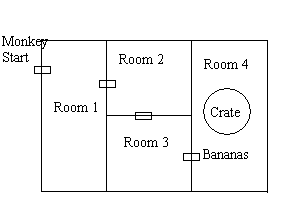 Monkey
Start
Room 2
Room 4
Room 1
Crate
Room 3
Bananas